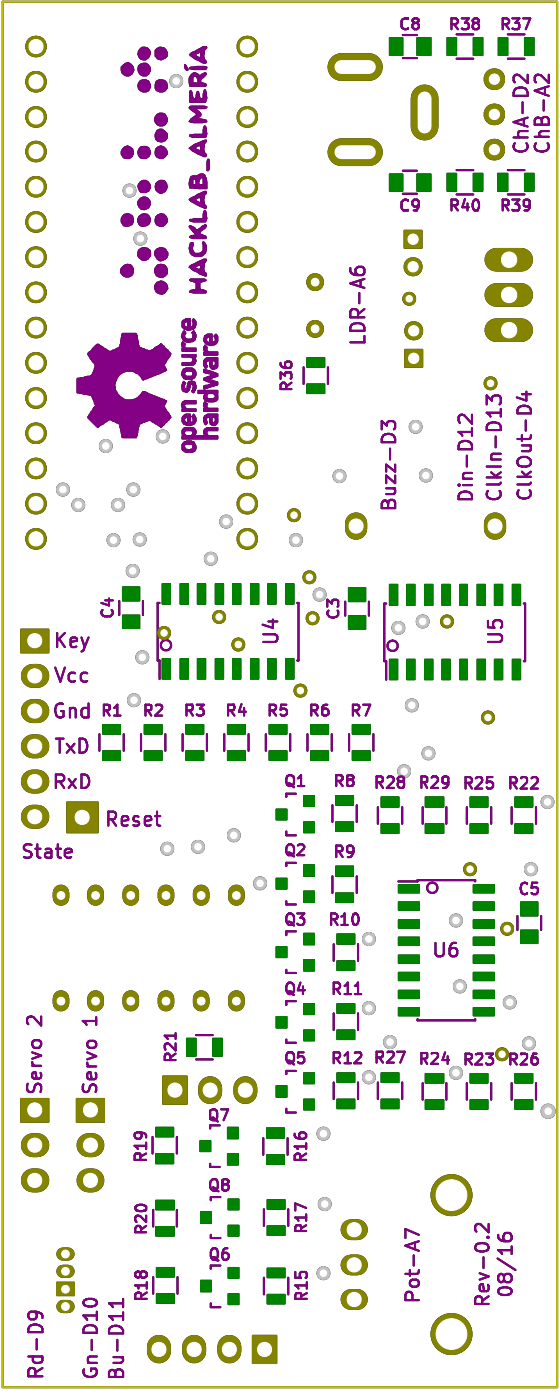 C8
R38
R37
HACKLAB_ALMERÍA
ChA-D2
ChB-A2
C9
R40
R39
LDR-A6
R36
open source
hardware
Buzz-D3
Din-D12
ClkIn-D13
ClkOut-D4
C4
U4
C3
U5
Key
Vcc
Gnd
TxD
RxD
Reset
State
R1
R2
R3
R4
R5
R6
R7
Q1
R8
R28
R29
R25
R22
Q2
R9
C5
Q3
R10
U6
Q4
R11
Servo 2
Servo 1
R21
Q5
R12
R27
R24
R23
R26
R19
Q7
R16
R20
Q8
R17
R18
Q6
R15
Pot-A7
Rev-0.2
08/16
Rd-D9
Gn-D10
Bu-D11